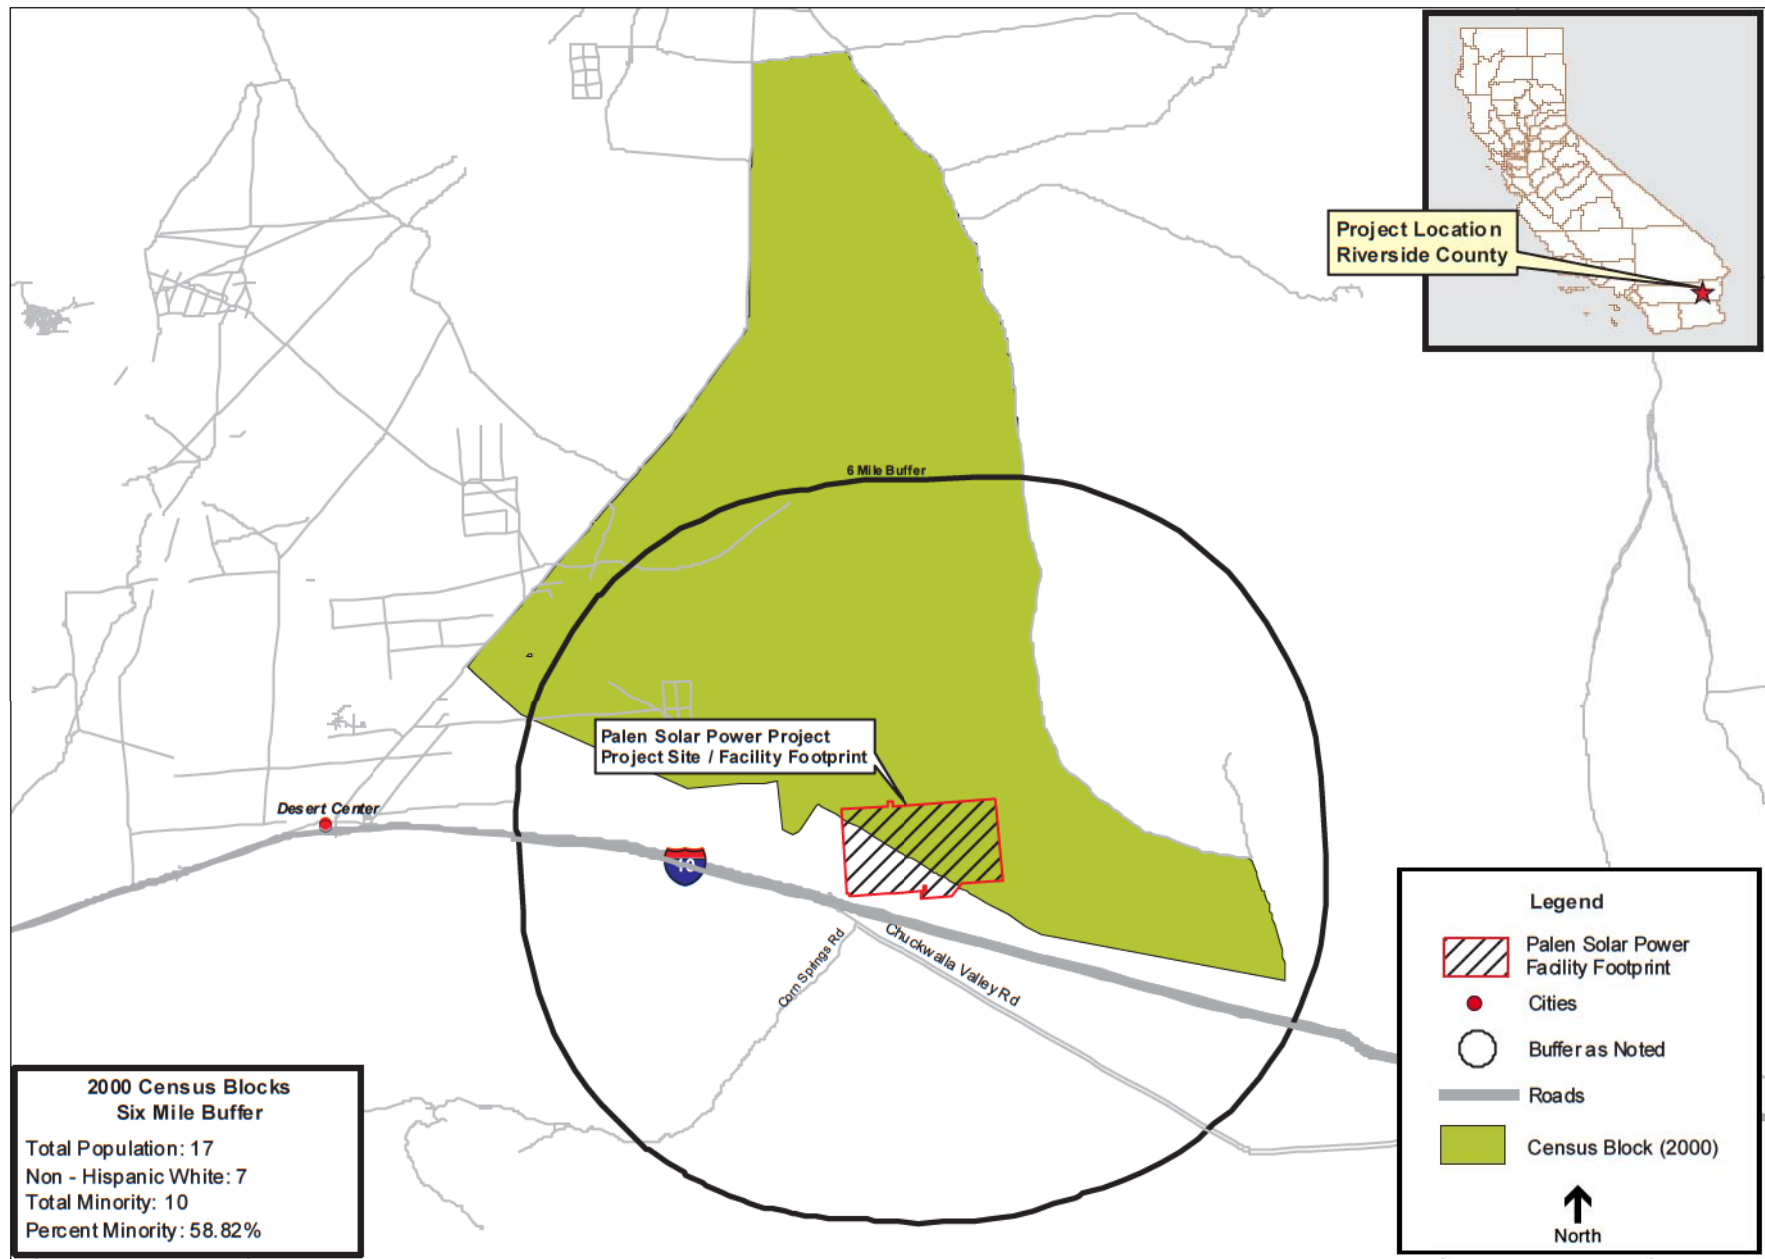 Project Location
Riverside County
6 Mile Buffer
Palen Solar Power Project
Project Site / Facility Footprint
Desert Center
10
Corn Springs Rd
Chuckwalla Valley Rd
2000 Census Blocks
Six Mile Buffer
Total Population: 17
Non - Hispanic White: 7
Total Minority: 10
Percent Minority: 58.82%
Legend
Palen Solar Power
Facility Footprint
Cities
Buffer as Noted
Roads
Census Block (2000)
North